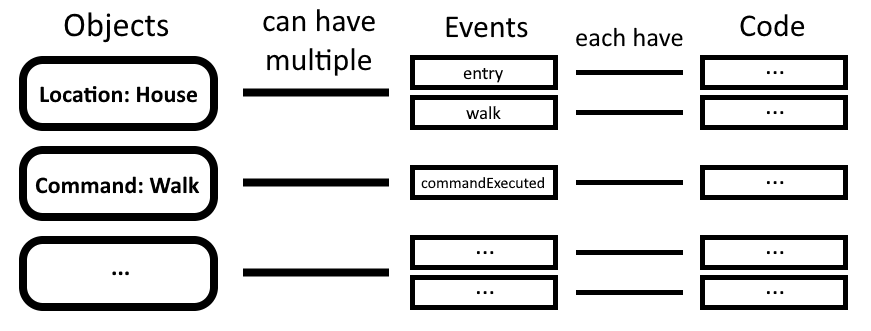 Objects
can have
multiple
Events
each have
Code
Location: House
entry
...
walk
...
Command: Walk
commandExecuted
...
...
...
...
...
...